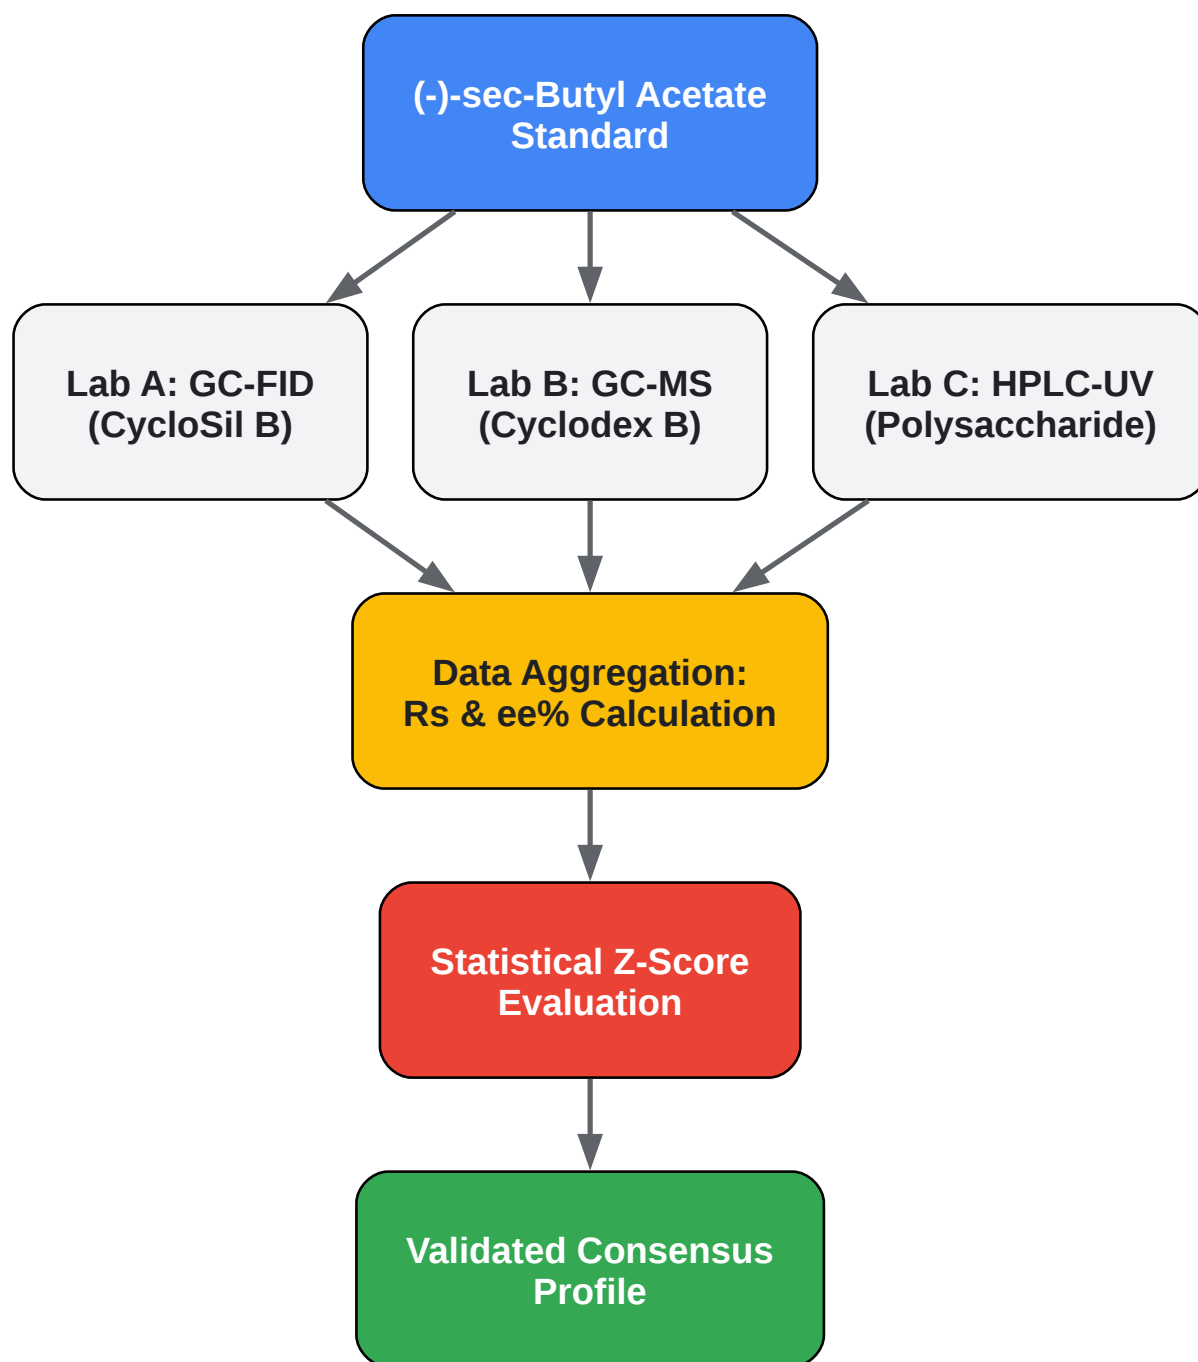 (-)-sec-Butyl Acetate
Standard
Lab A: GC-FID
(CycloSil B)
Lab B: GC-MS
(Cyclodex B)
Lab C: HPLC-UV
(Polysaccharide)
Data Aggregation:
Rs & ee% Calculation
Statistical Z-Score
Evaluation
Validated Consensus
Profile